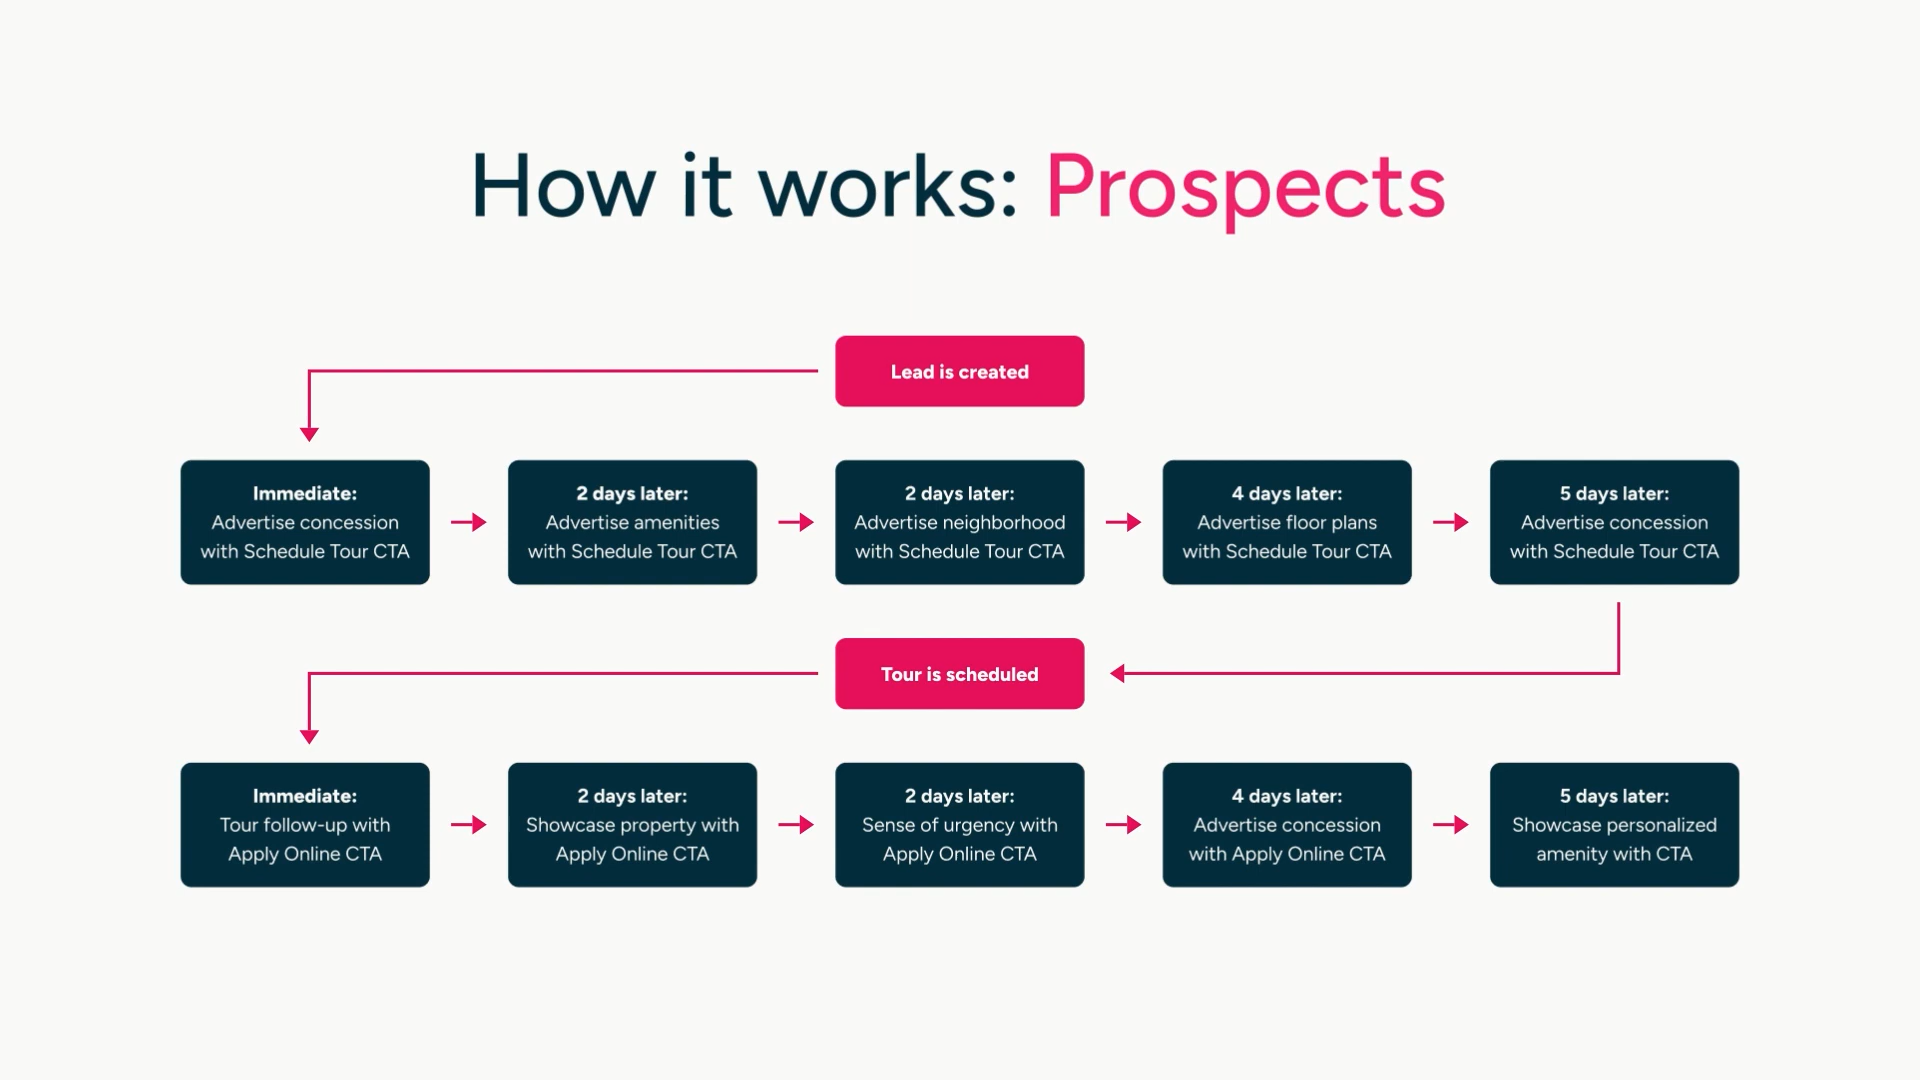 How it works: Prospects
Lead is created
Immediate:
Advertise concession
with Schedule Tour CTA
2 days later:
Advertise amenities
with Schedule Tour CTA
2 days later:
Advertise neighborhood
with Schedule Tour CTA
4 days later:
Advertise floor plans
with Schedule Tour CTA
5 days later:
Advertise concession
with Schedule Tour CTA
Tour is scheduled
Immediate:
Tour follow-up with
Apply Online CTA
2 days later:
Showcase property with
Apply Online CTA
2 days later:
Sense of urgency with
Apply Online CTA
4 days later:
Advertise concession
with Apply Online CTA
5 days later:
Showcase personalized
amenity with CTA